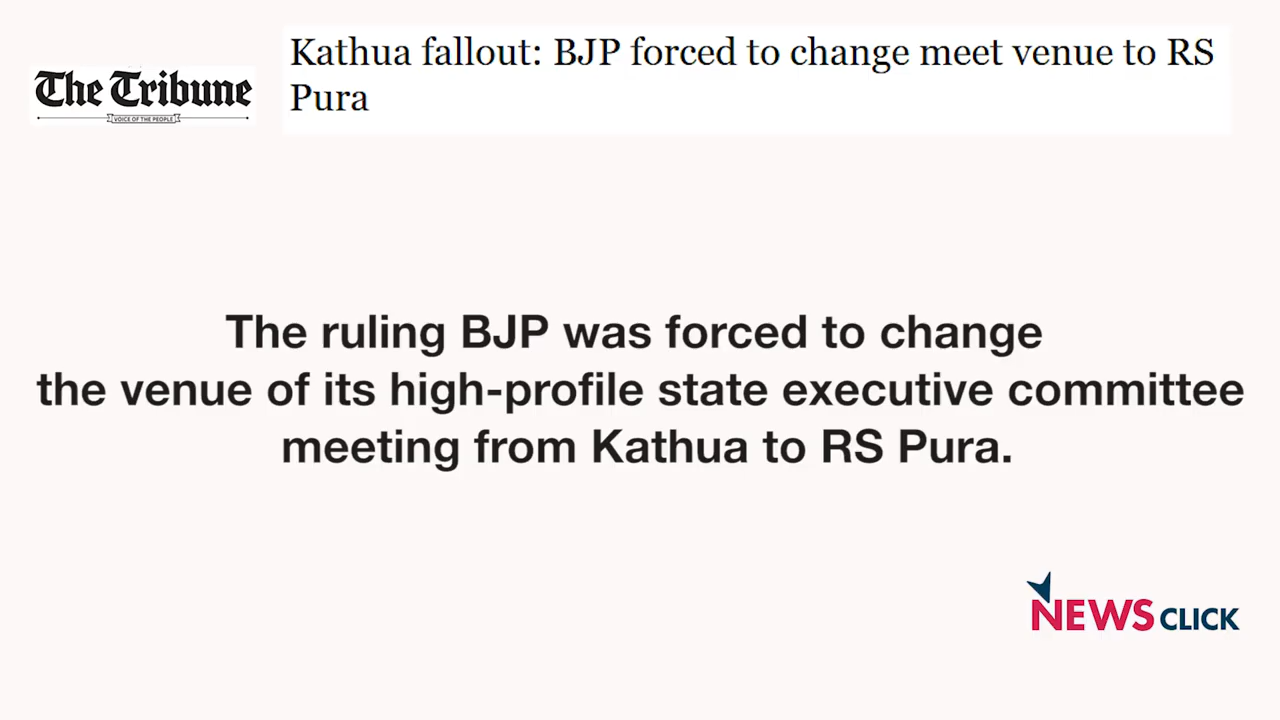 The Tribune
VOICE OF THE PEOPLE
Kathua fallout: BJP forced to change meet venue to RS
Pura
The ruling BJP was forced to change
the venue of its high-profile state executive committee
meeting from Kathua to RS Pura.
NEWSCLICK